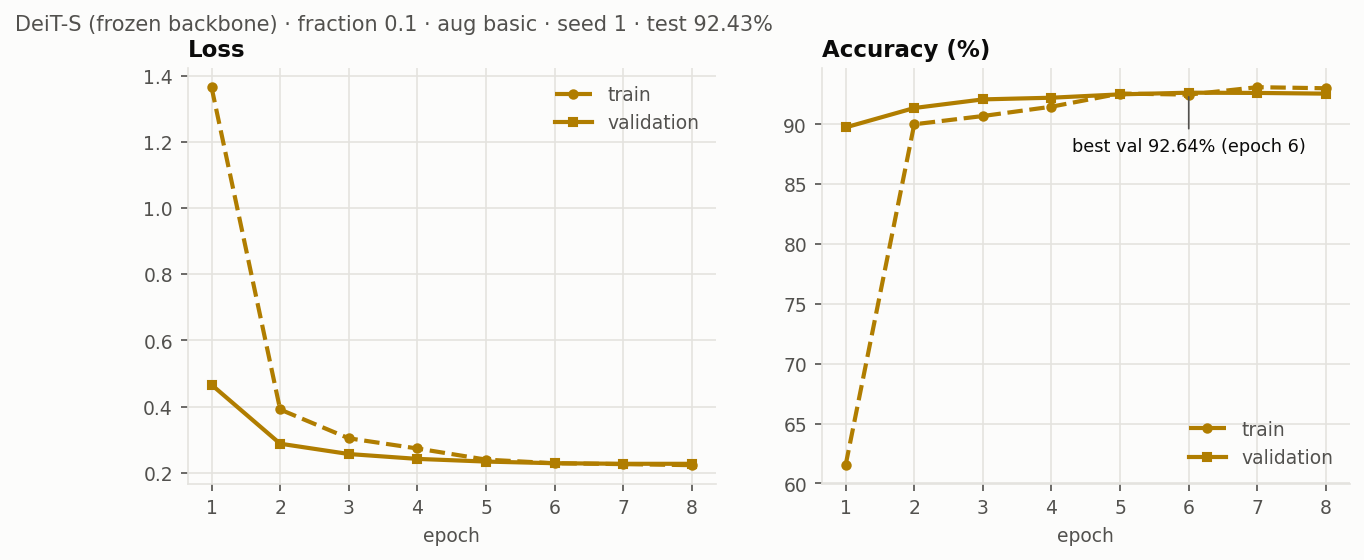 DeiT-S (frozen backbone) · fraction 0.1 · aug basic · seed 1 · test 92.43%
Loss
1.4
1.2
1.0
0.8
0.6
0.4
0.2
train
validation
1 2 3 4 5 6 7 8
epoch
Accuracy (%)
90
85
80
75
70
65
60
best val 92.64% (epoch 6)
train
validation
1 2 3 4 5 6 7 8
epoch